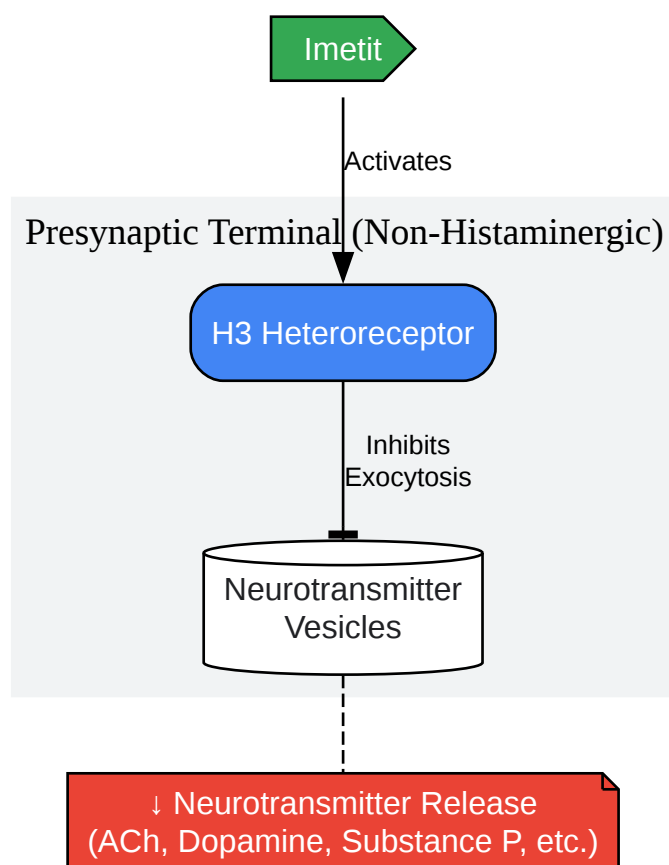 Imetit
Activates
Presynaptic Terminal (Non-Histaminergic)
H3 Heteroreceptor
Inhibits
Exocytosis
Neurotransmitter
Vesicles
↓ Neurotransmitter Release
(ACh, Dopamine, Substance P, etc.)